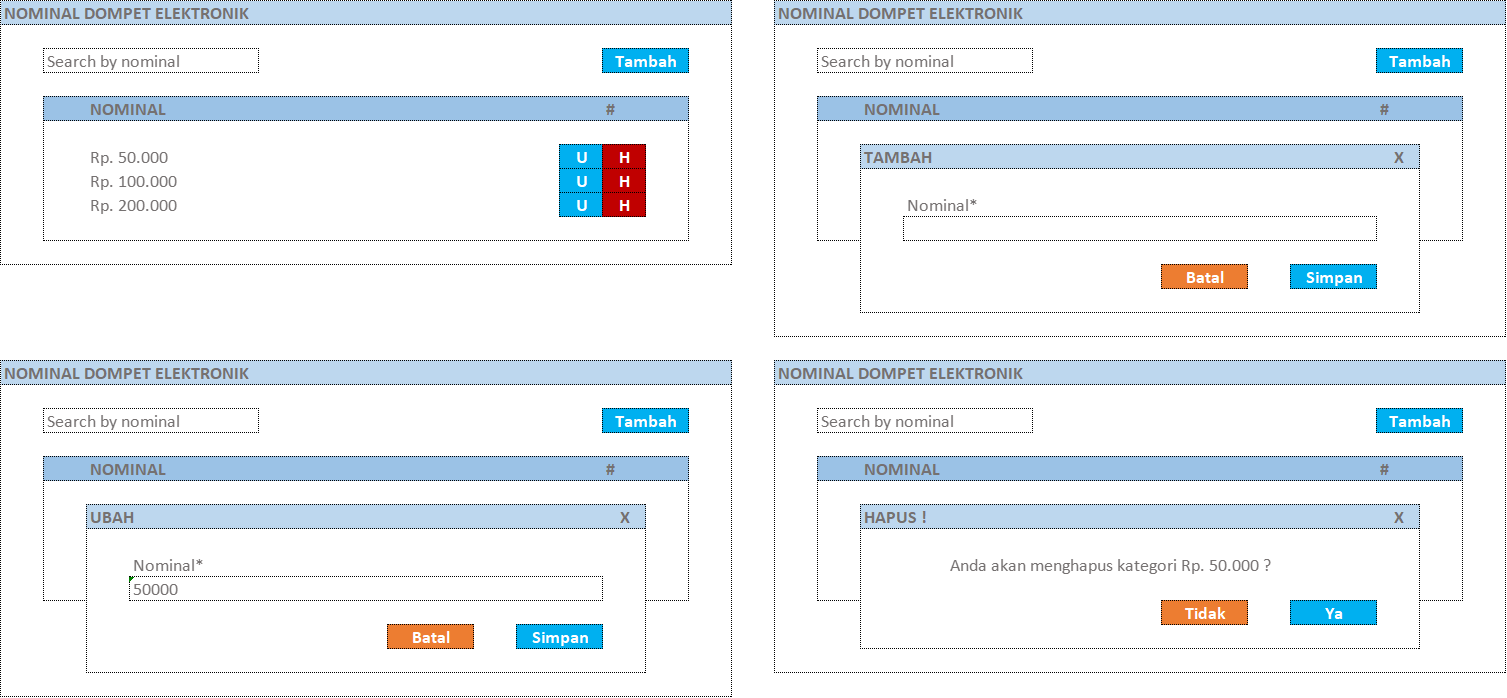 NOMINAL DOMPET ELEKTRONIK
Search by nominal Tambah
NOMINAL #
Rp. 50.000 U H
Rp. 100.000 U H
Rp. 200.000 U H
NOMINAL DOMPET ELEKTRONIK
Search by nominal Tambah
NOMINAL #
TAMBAH X
Nominal*
Batal Simpan
NOMINAL DOMPET ELEKTRONIK
Search by nominal Tambah
NOMINAL #
UBAH X
Nominal*
50000
Batal Simpan
NOMINAL DOMPET ELEKTRONIK
Search by nominal Tambah
NOMINAL #
HAPUS ! X
Anda akan menghapus kategori Rp. 50.000 ?
Tidak Ya